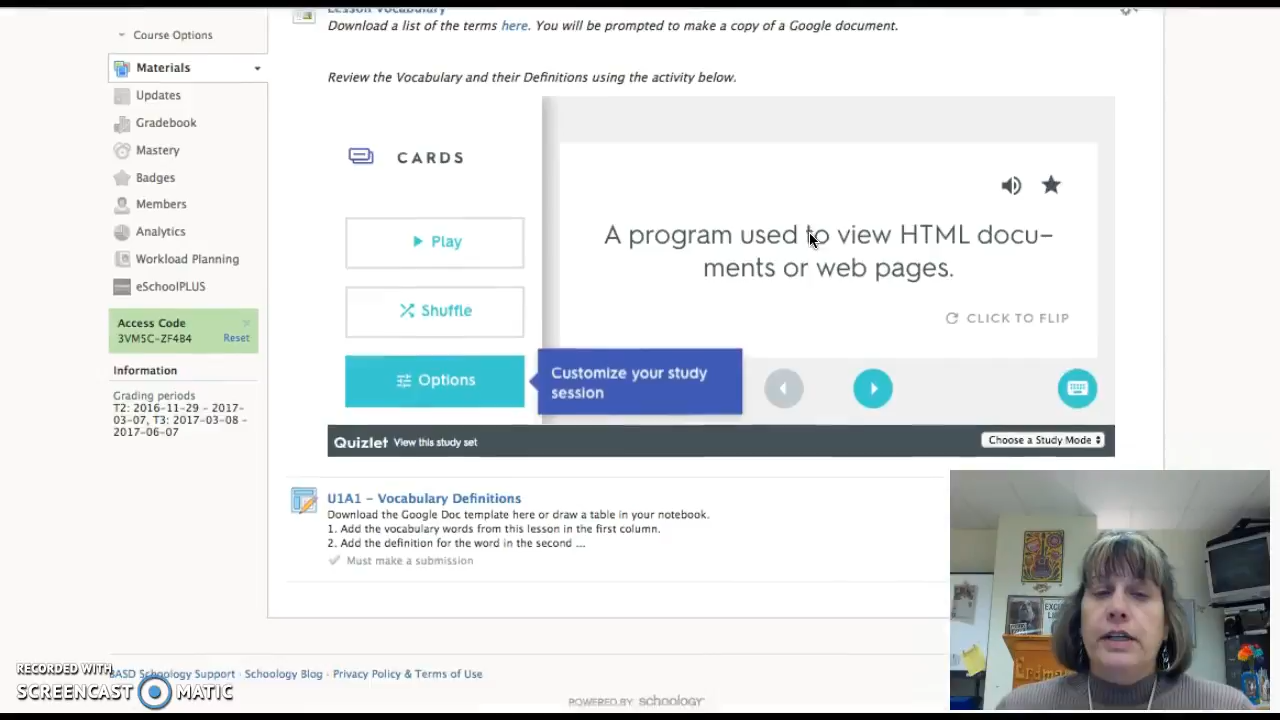 Lesson Vocabulary
Download a list of the terms here. You will be prompted to make a copy of a Google document.
Review the Vocabulary and their Definitions using the activity below.
Course Options
Materials
Updates
Gradebook
Mastery
Badges
Members
Analytics
Workload Planning
eSchoolPLUS
Access Code
3VM5C-ZF4B4 Reset
Information
Grading periods
T2: 2016-11-29 - 2017-
03-07, T3: 2017-03-08 -
2017-06-07
CARDS
Play
Shuffle
Options
Customize your study
session
A program used to view HTML docu-
ments or web pages.
CLICK TO FLIP
Quizlet View this study set
Choose a Study Mode
U1A1 - Vocabulary Definitions
Download the Google Doc template here or draw a table in your notebook.
1. Add the vocabulary words from this lesson in the first column.
2. Add the definition for the word in the second ...
Must make a submission
BASD Schoology Support · Schoology Blog · Privacy Policy & Terms of Use
POWERED BY schoology
RECORDED WITH
SCREENCAST MATIC